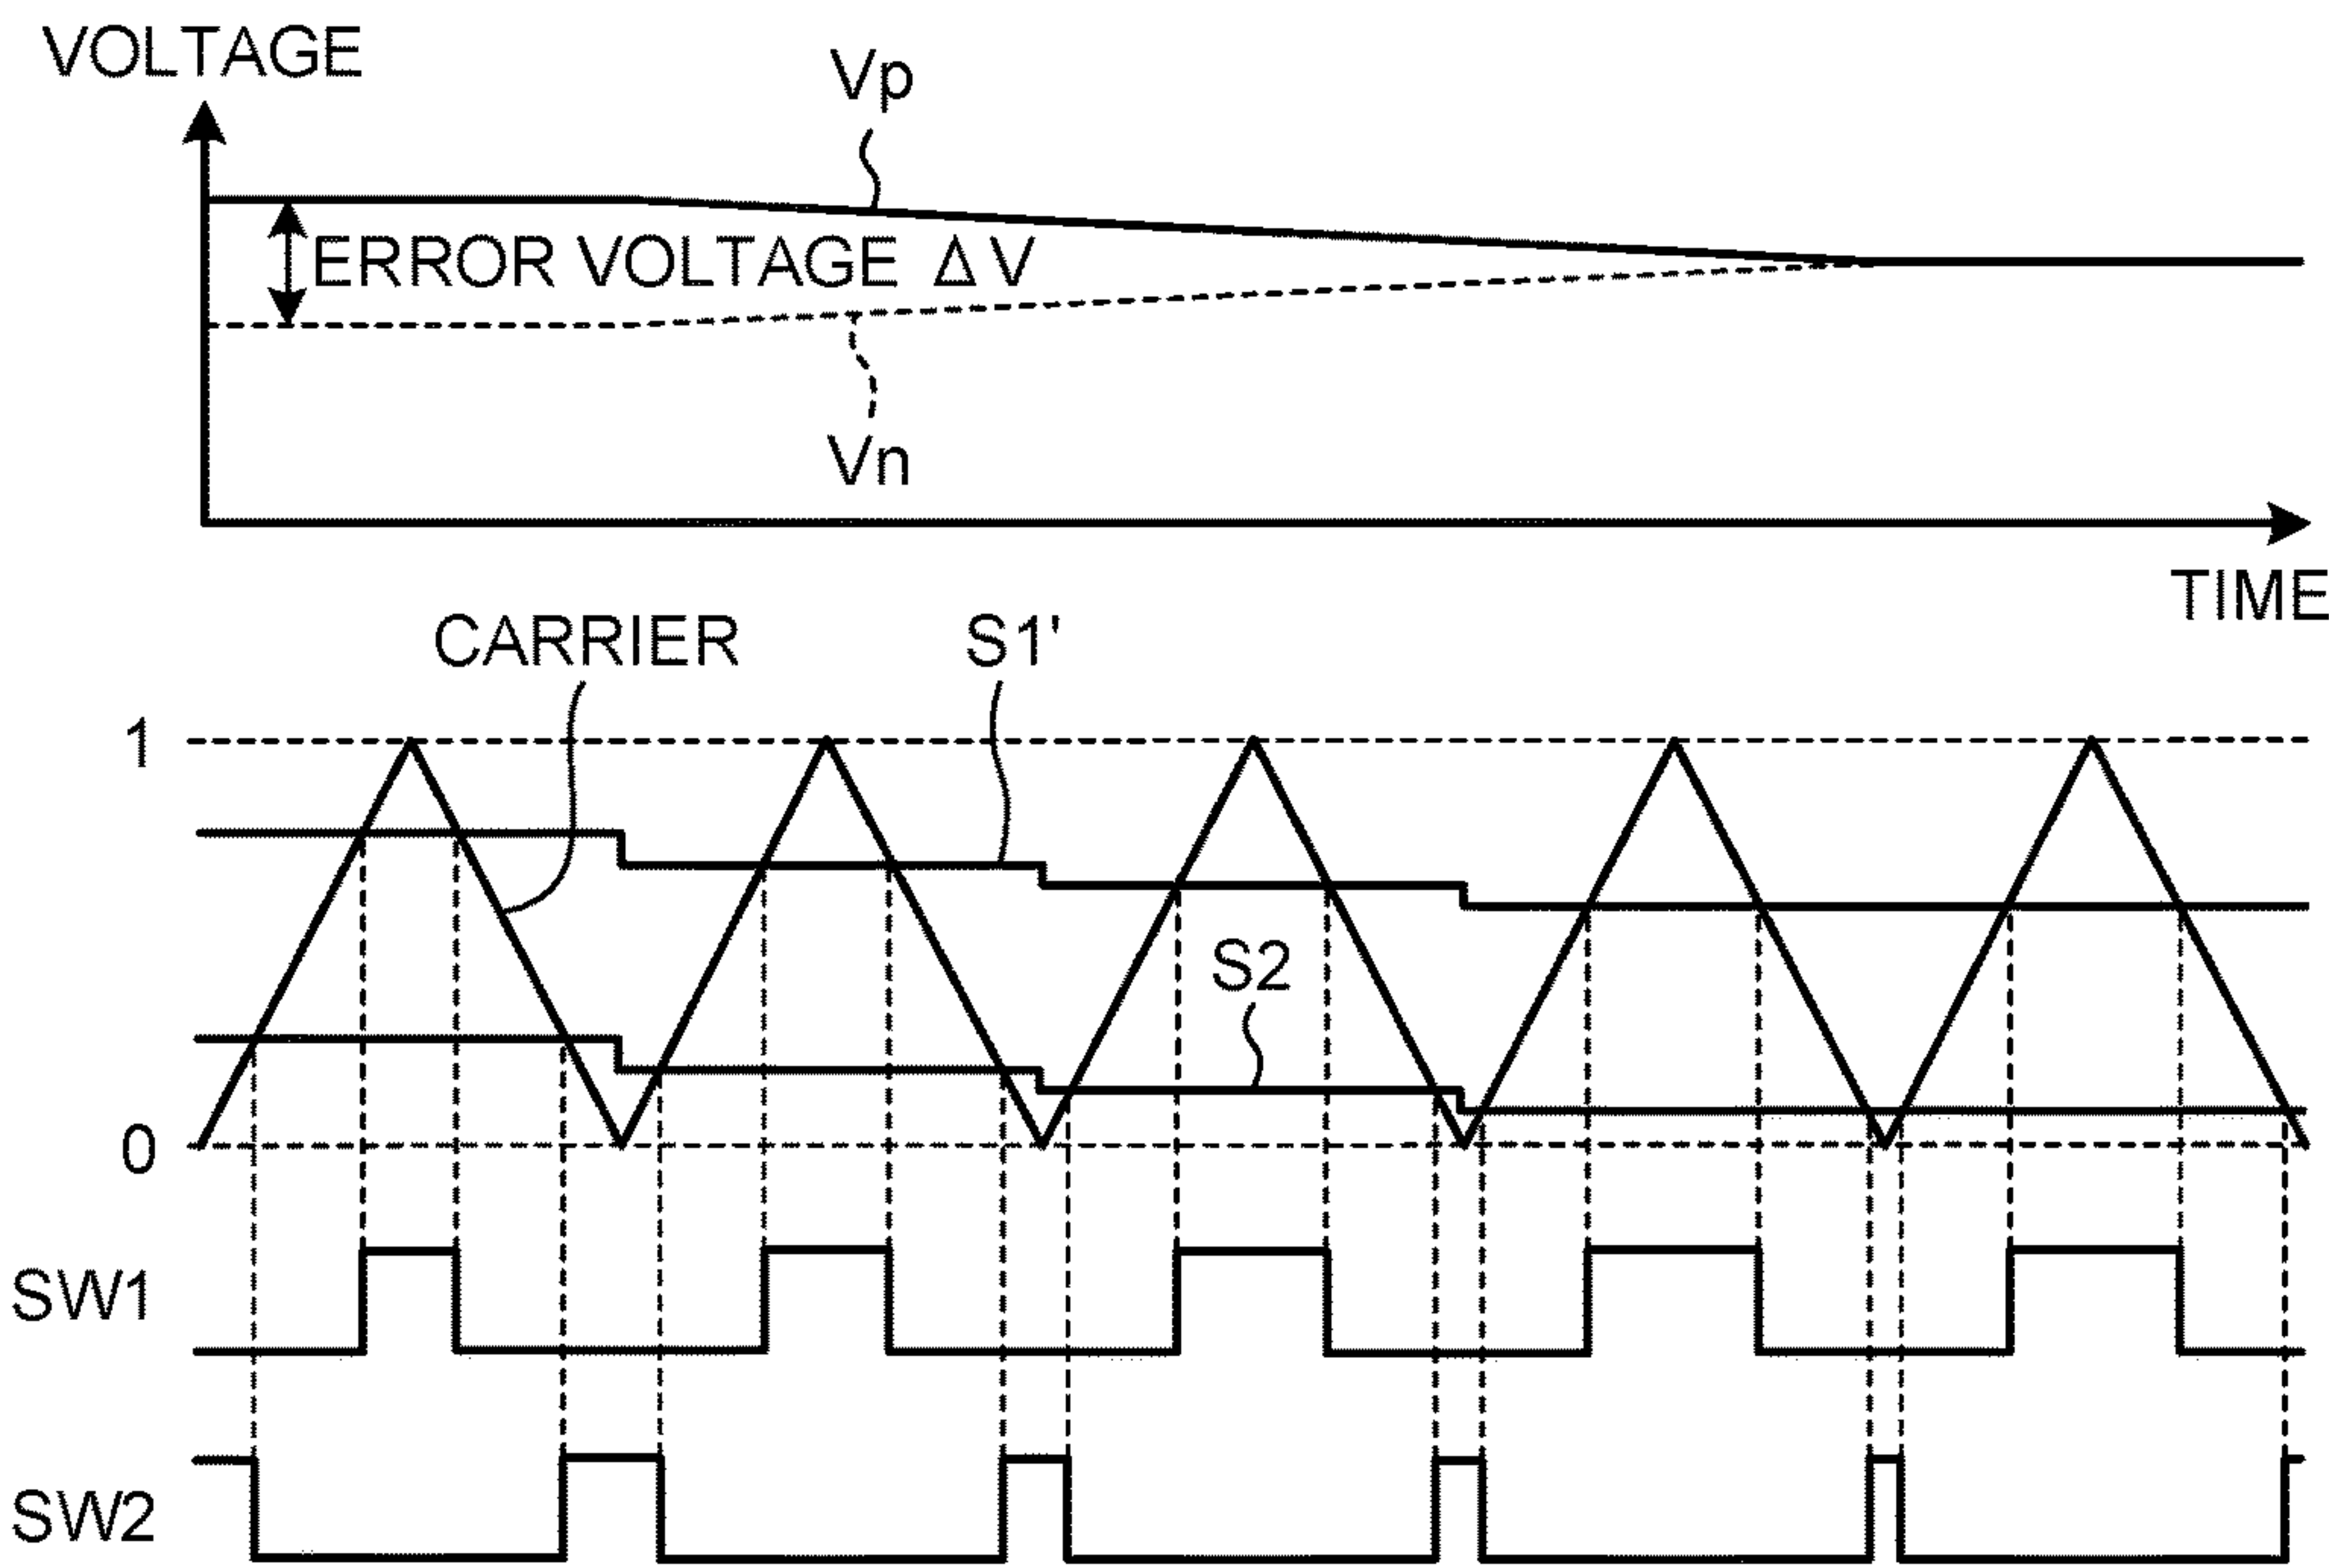 VOLTAGE
Vp
ERROR VOLTAGE ΔV
Vn
TIME
CARRIER
S1'
1
S2
0
SW1
SW2